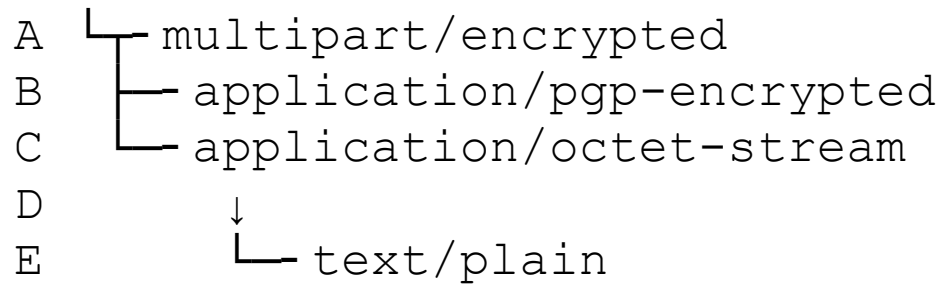 A └┬╴multipart/encrypted
B ├─╴application/pgp-encrypted
C └─╴application/octet-stream
D ↓
E └─╴text/plain